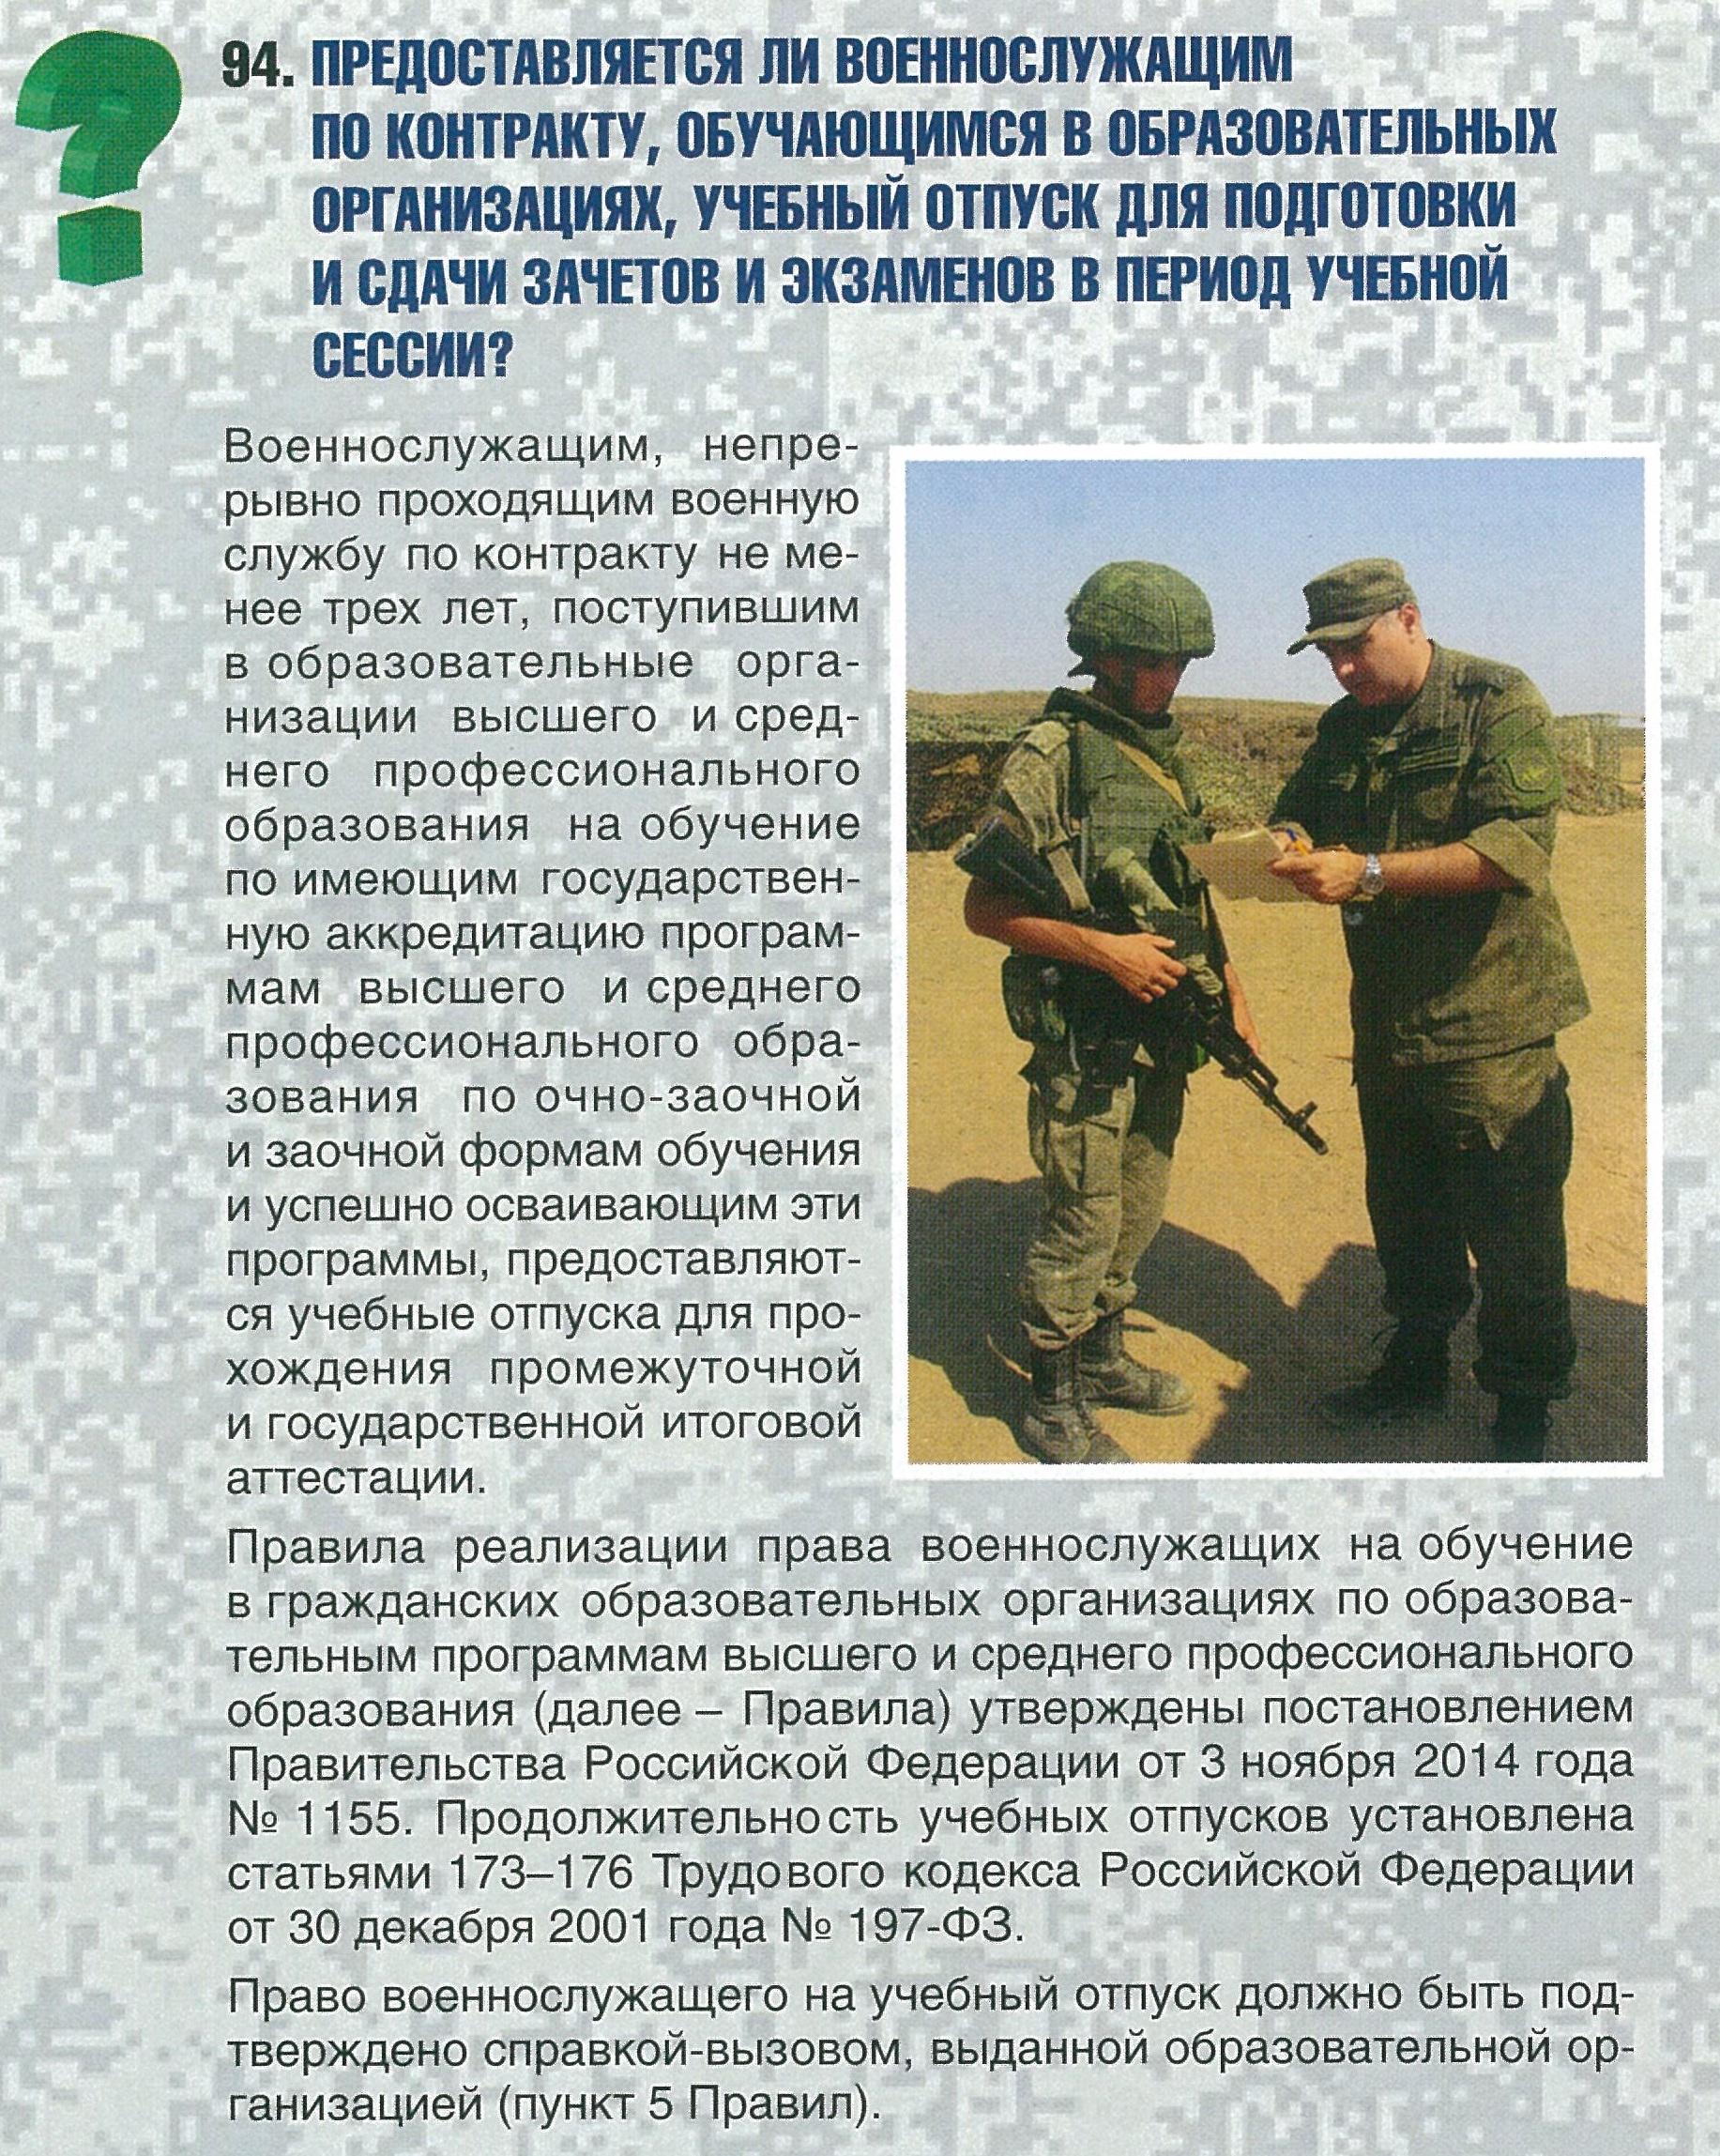 94. ПРЕДОСТАВЛЯЕТСЯ ЛИ ВОЕННОСЛУЖАЩИМ
ПО КОНТРАКТУ, ОБУЧАЮЩИМСЯ В ОБРАЗОВАТЕЛЬНЫХ
ОРГАНИЗАЦИЯХ, УЧЕБНЫЙ ОТПУСК ДЛЯ ПОДГОТОВКИ
И СДАЧИ ЗАЧЕТОВ И ЭКЗАМЕНОВ В ПЕРИОД УЧЕБНОЙ
СЕССИИ?
Военнослужащим, непре-
рывно проходящим военную
службу по контракту не ме-
нее трех лет, поступившим
в образовательные орга-
низации высшего и сред-
него профессионального
образования на обучение
по имеющим государствен-
ную аккредитацию програм-
мам высшего и среднего
профессионального обра-
зования по очно-заочной
и заочной формам обучения
и успешно осваивающим эти
программы, предоставляют-
ся учебные отпуска для про-
хождения промежуточной
и государственной итоговой
аттестации.
Правила реализации права военнослужащих на обучение
в гражданских образовательных организациях по образова-
тельным программам высшего и среднего профессионального
образования (далее – Правила) утверждены постановлением
Правительства Российской Федерации от 3 ноября 2014 года
№ 1155. Продолжительность учебных отпусков установлена
статьями 173–176 Трудового кодекса Российской Федерации
от 30 декабря 2001 года № 197-ФЗ.
Право военнослужащего на учебный отпуск должно быть под-
тверждено справкой-вызовом, выданной образовательной ор-
ганизацией (пункт 5 Правил).